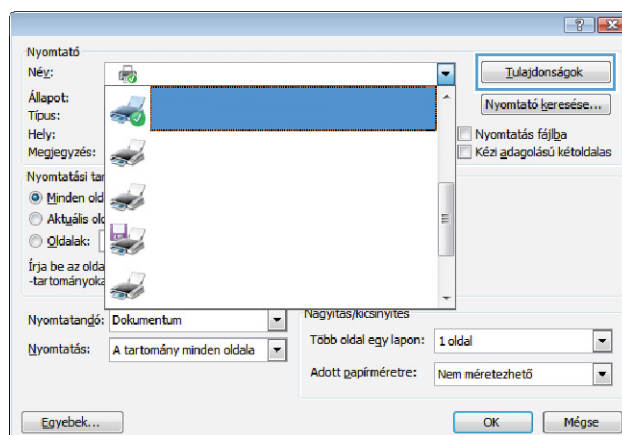 Nyomtató
Név:
Tulajdonságok
Állapot:
Nyomtató keresése...
Típus:
Hely:
Nyomtatás fájlba
Megjegyzés:
Kézi adagolású kétoldalas
Nyomtatási tar
Minden old
Aktuális olc
Oldalak:
Írja be az olda
-tartományoka
Nagyítás/kicsinyítés
Nyomtatandó: Dokumentum
Több oldal egy lapon: 1 oldal
Nyomtatás: A tartomány minden oldala
Adott papírméretre: Nem méretezhető
Egyebek...
OK
Mégse